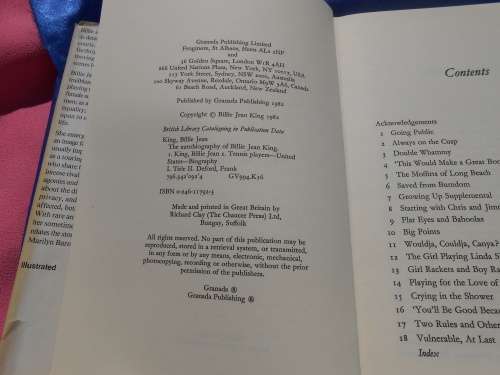 Granada Publishing Limited
Frogmore, St Albans, Herts AL2 2NF
and
36 Golden Square, London W1R 4AH
866 United Nations Plaza, New York, NY 10017, USA
117 York Street, Sydney, NSW 2000, Australia
100 Skyway Avenue, Rexdale, Ontario M9W 3A6, Canada
61 Beach Road, Auckland, New Zealand
Published by Granada Publishing 1982
Copyright © Billie Jean King 1982
British Library Cataloguing in Publication Data
King, Billie Jean
The autobiography of Billie Jean King.
1. King, Billie Jean 2. Tennis players—United
States—Biography
I. Title II. Deford, Frank
796.342'092'4 GV994.K56
ISBN 0-246-11792-3
Made and printed in Great Britain by
Richard Clay (The Chaucer Press) Ltd,
Bungay, Suffolk
All rights reserved. No part of this publication may be
reproduced, stored in a retrieval system, or transmitted,
in any form or by any means, electronic, mechanical,
photocopying, recording or otherwise, without the prior
permission of the publishers.
Granada ®
Granada Publishing ®
Contents
Acknowledgements
1 Going Public
2 Always on the Cusp
3 Double Whammy
4 'This Would Make a Great
5 The Moffitts of Long Beach
6 Saved from Burndom
7 Growing Up Supplemental
8 Starting with Chris and
9 Flar Eyes and Baboolas
10 Big Points
11 Wouldja, Couldja, Canya?
12 The Girl Playing Linda
13 Girl Rackets and Boy
14 Playing for the Love of
15 Crying in the Shower
16 'You'll Be Good
17 Two Rules and Other
18 Vulnerable, At Last
Index
illustrated